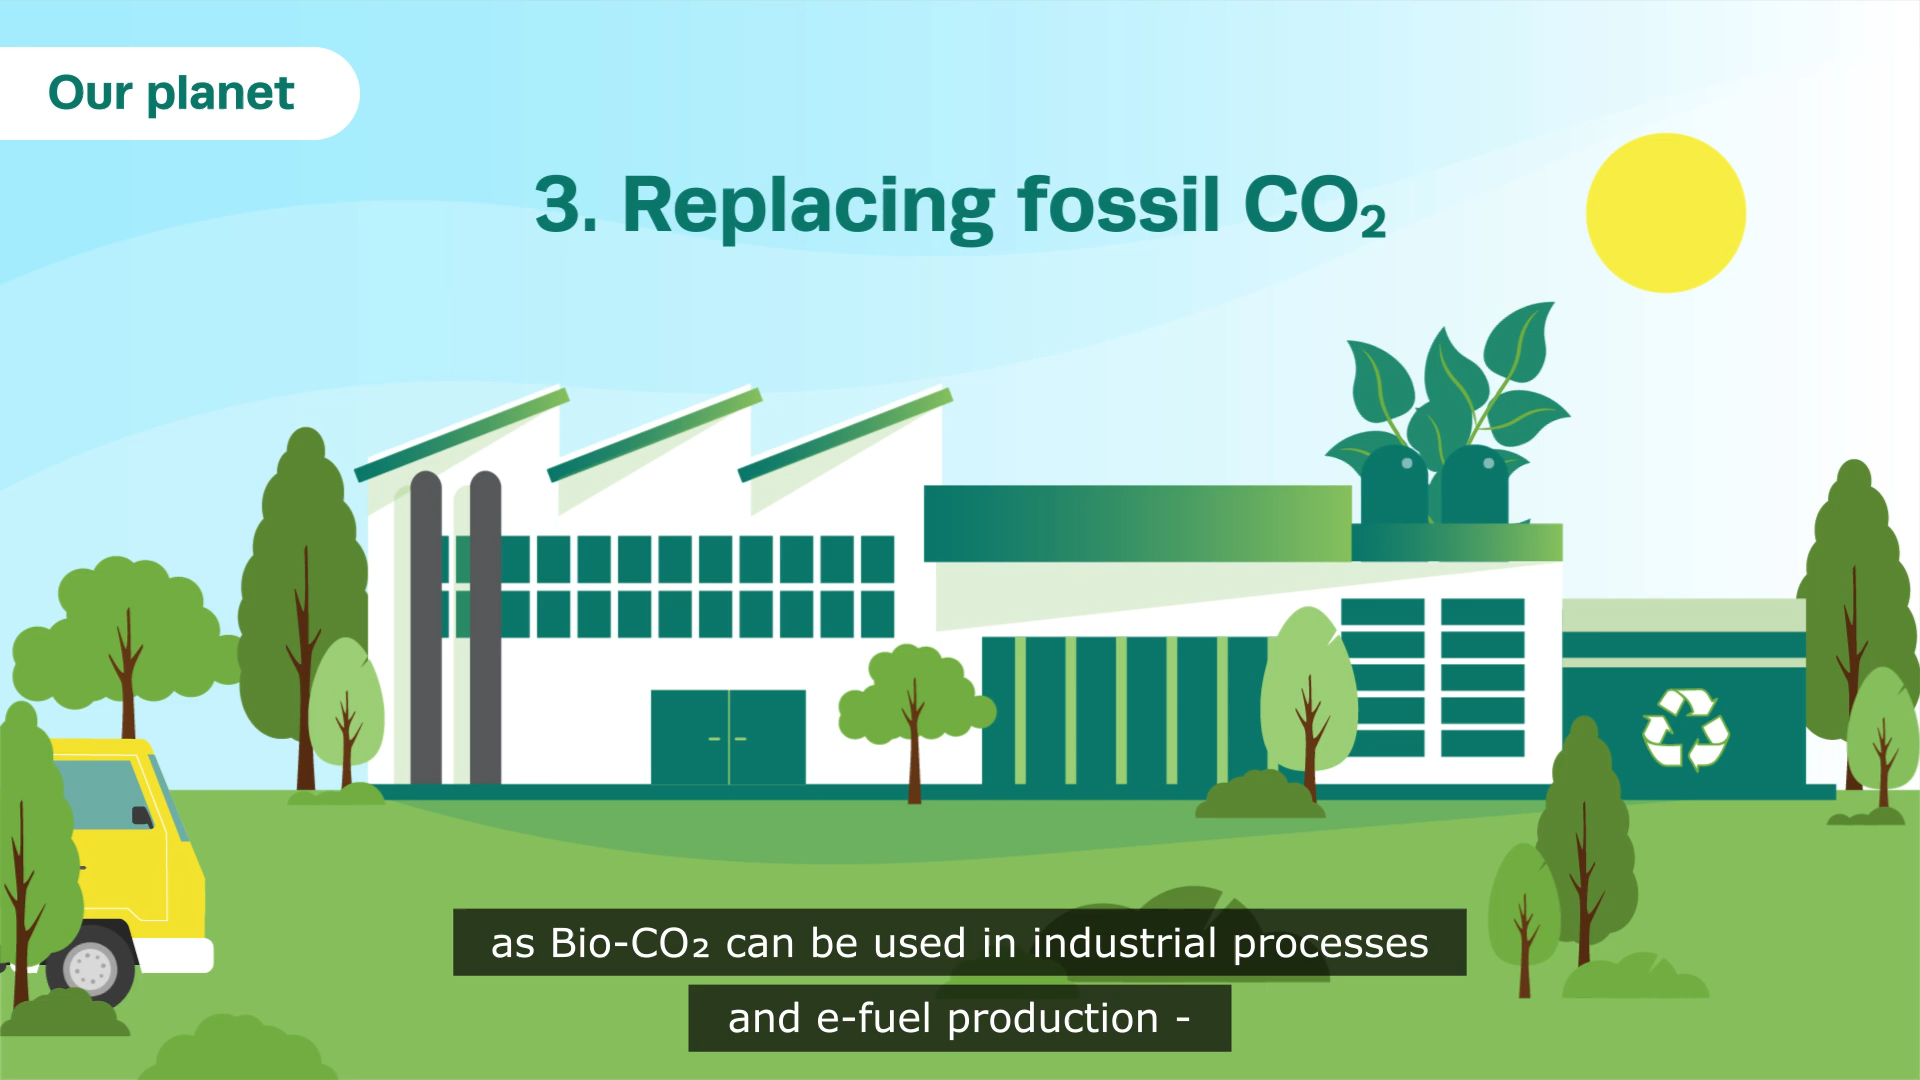 Our planet
3. Replacing fossil CO₂
as Bio-CO₂ can be used in industrial processes
and e-fuel production -